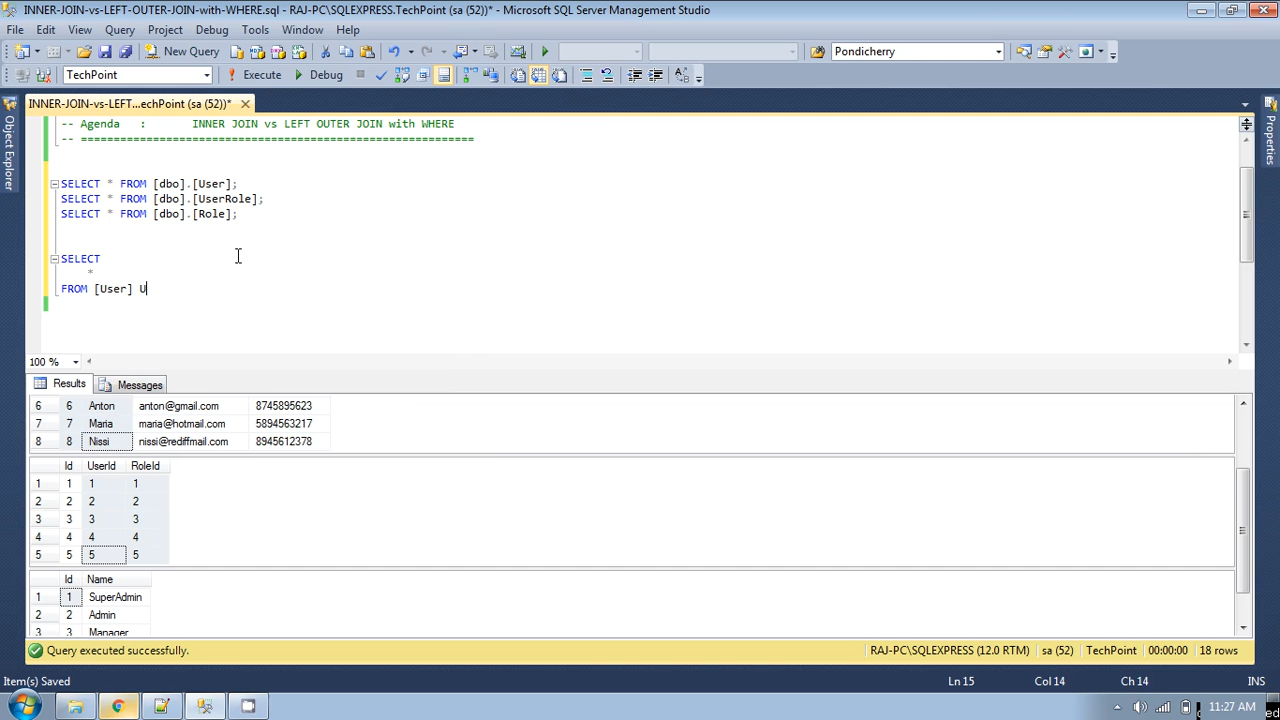 INNER-JOIN-vs-LEFT-OUTER-JOIN-with-WHERE.sql - RAJ-PC\SQLEXPRESS.TechPoint (sa (52))* - Microsoft SQL Server Management Studio
File Edit View Query Project Debug Tools Window Help
New Query Pondicherry
TechPoint Execute Debug
INNER-JOIN-vs-LEFT...echPoint (sa (52))*
Object Explorer
Properties
-- Agenda : INNER JOIN vs LEFT OUTER JOIN with WHERE
-- =============================================================
SELECT * FROM [dbo].[User];
SELECT * FROM [dbo].[UserRole];
SELECT * FROM [dbo].[Role];
SELECT
*
FROM [User] U
100 %
Results Messages
6 6 Anton anton@gmail.com 8745895623
7 7 Maria maria@hotmail.com 5894563217
8 8 Nissi nissi@rediffmail.com 8945612378
Id UserId RoleId
1 1 1 1
2 2 2 2
3 3 3 3
4 4 4 4
5 5 5 5
Id Name
1 1 SuperAdmin
2 2 Admin
3 3 Manager
Query executed successfully. RAJ-PC\SQLEXPRESS (12.0 RTM) sa (52) TechPoint 00:00:00 18 rows
Item(s) Saved Ln 15 Col 14 Ch 14 INS
11:27 AM